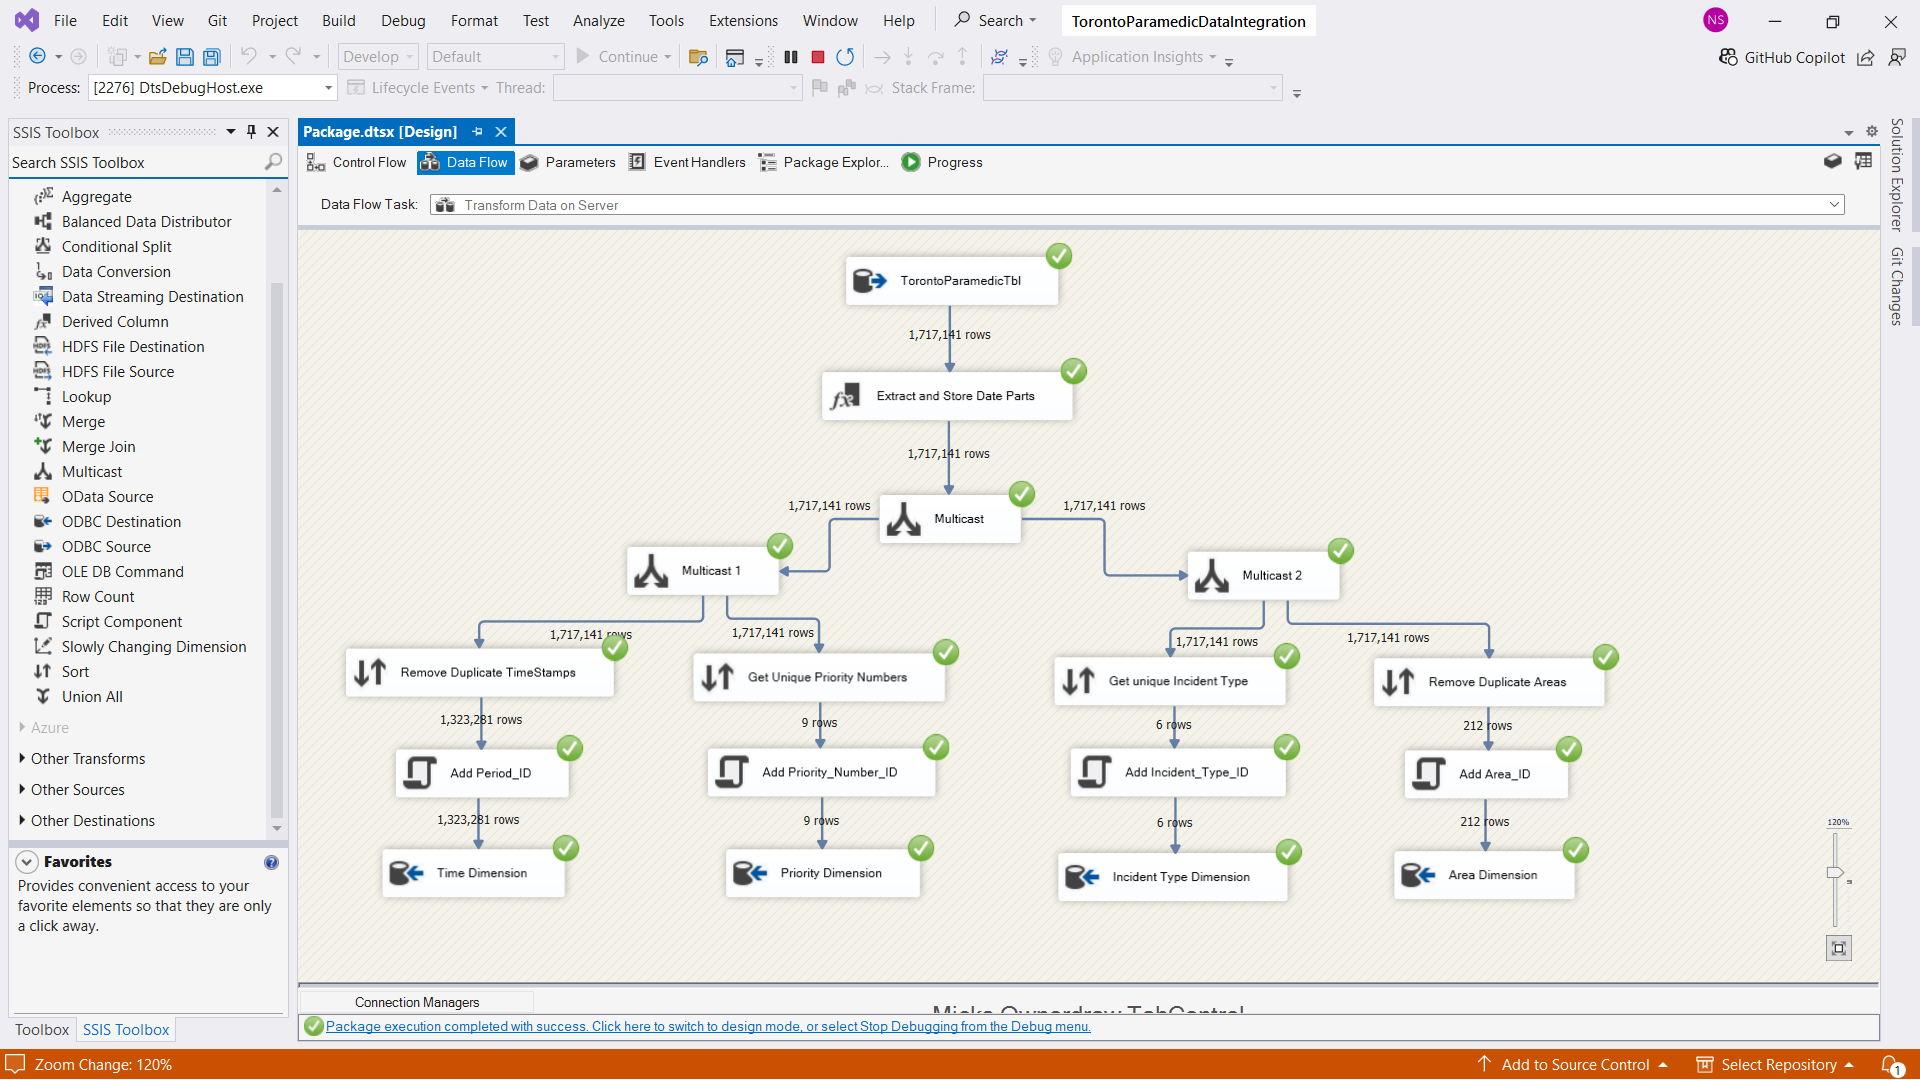 File Edit View Git Project Build Debug Format Test Analyze Tools Extensions Window Help Search TorontoParamedicDataIntegration NS
Develop Default Continue Application Insights GitHub Copilot
Process: [2276] DtsDebugHost.exe Lifecycle Events Thread: Stack Frame:
SSIS Toolbox
Search SSIS Toolbox
Aggregate
Balanced Data Distributor
Conditional Split
Data Conversion
Data Streaming Destination
Derived Column
HDFS File Destination
HDFS File Source
Lookup
Merge
Merge Join
Multicast
OData Source
ODBC Destination
ODBC Source
OLE DB Command
Row Count
Script Component
Slowly Changing Dimension
Sort
Union All
Azure
Other Transforms
Other Sources
Other Destinations
Favorites
Provides convenient access to your
favorite elements so that they are only
a click away.
Toolbox SSIS Toolbox
Package.dtsx [Design]
Control Flow Data Flow Parameters Event Handlers Package Explor... Progress
Data Flow Task: Transform Data on Server
TorontoParamedicTbl
1,717,141 rows
Extract and Store Date Parts
1,717,141 rows
1,717,141 rows Multicast 1,717,141 rows
Multicast 1 Multicast 2
1,717,141 rows 1,717,141 rows 1,717,141 rows 1,717,141 rows
Remove Duplicate TimeStamps Get Unique Priority Numbers Get unique Incident Type Remove Duplicate Areas
1,323,281 rows 9 rows 6 rows 212 rows
Add Period_ID Add Priority_Number_ID Add Incident_Type_ID Add Area_ID
1,323,281 rows 9 rows 6 rows 212 rows
Time Dimension Priority Dimension Incident Type Dimension Area Dimension
120%
Connection Managers
Package execution completed with success. Click here to switch to design mode, or select Stop Debugging from the Debug menu.
Solution Explorer
Git Changes
Zoom Change: 120% Add to Source Control Select Repository 1